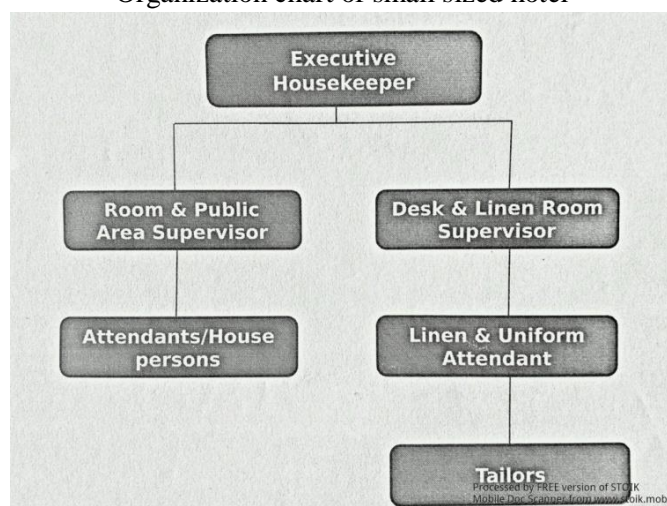 Organization chart of small sized hotel
Executive
Housekeeper
Room & Public
Area Supervisor
Desk & Linen Room
Supervisor
Attendants/House
persons
Linen & Uniform
Attendant
Tailors
Processed by FREE version of STOIK
Mobile Doc Scanner from www.stoik.mob